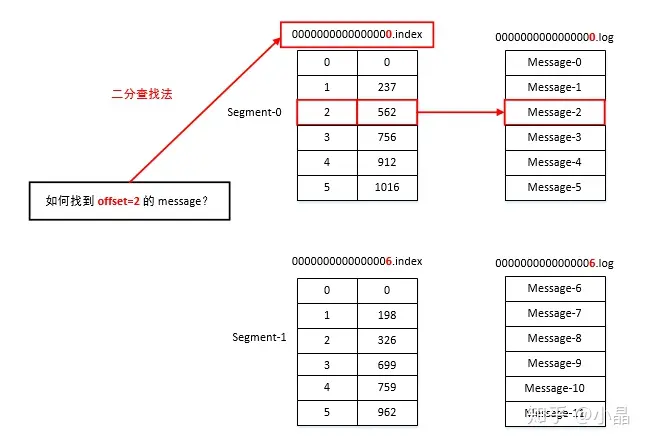 0000000000000000.index
0000000000000000.log
二分查找法
Segment-0
0 0
1 237
2 562
3 756
4 912
5 1016
Message-0
Message-1
Message-2
Message-3
Message-4
Message-5
如何找到 offset=2 的 message？
0000000000000006.index
0000000000000006.log
Segment-1
0 0
1 198
2 326
3 699
4 759
5 962
Message-6
Message-7
Message-8
Message-9
Message-10
Message-11
知乎 @小晶